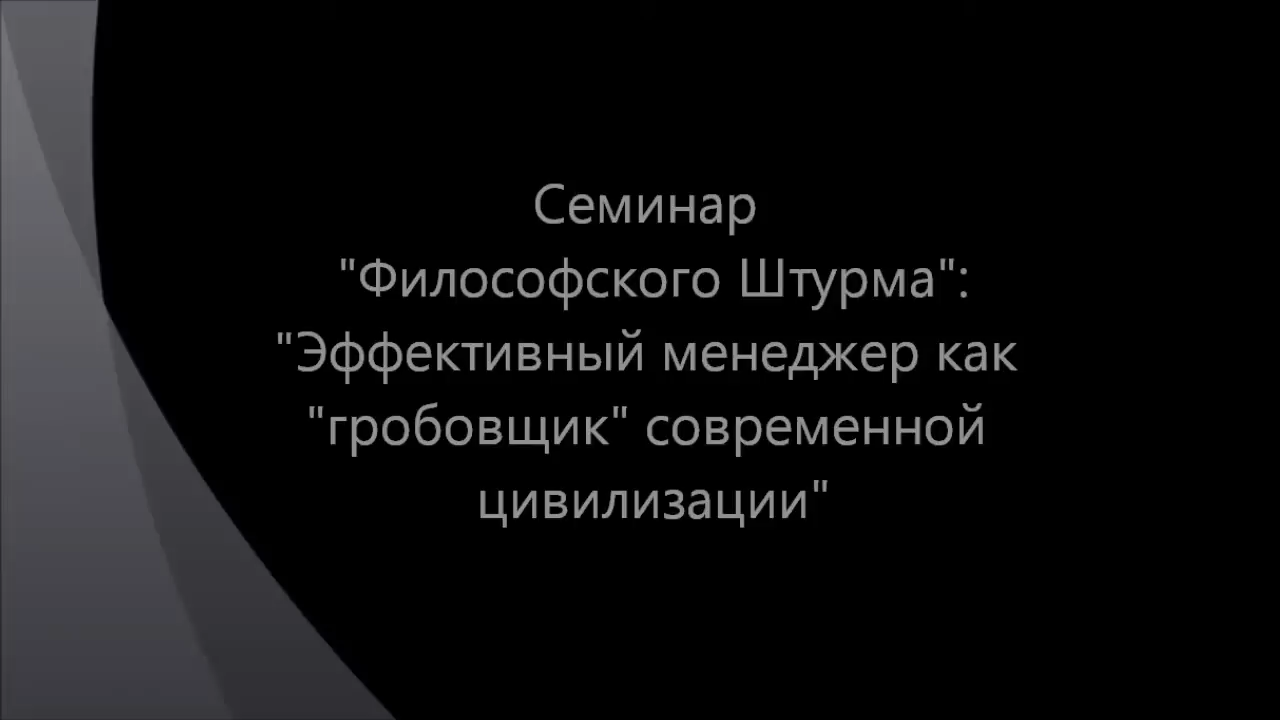 Семинар
"Философского Штурма":
"Эффективный менеджер как
"гробовщик" современной
цивилизации"